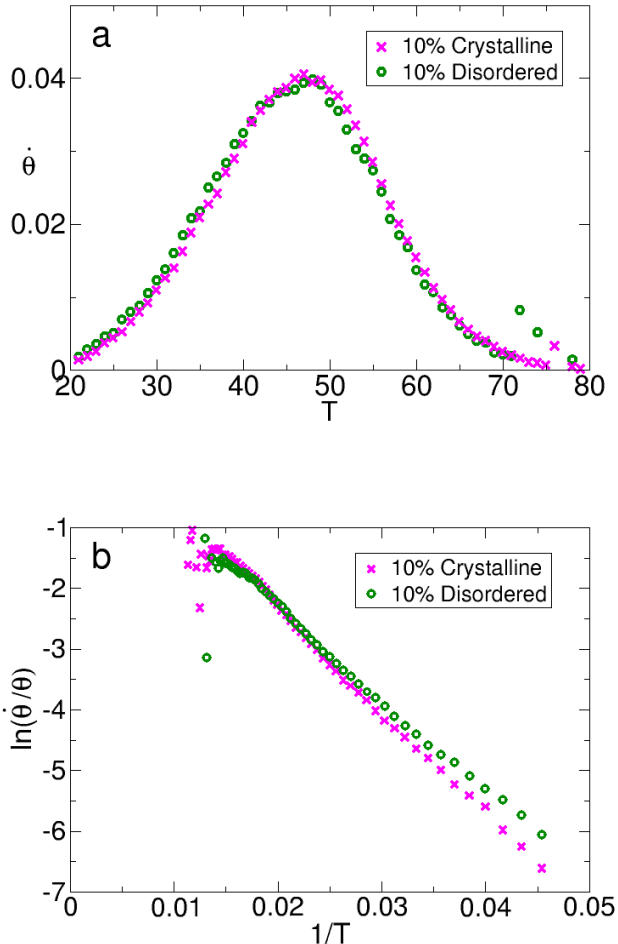 a
10% Crystalline
10% Disordered
0.04
0.02
0
θ̇
20 30 40 50 60 70 80
T
b
10% Crystalline
10% Disordered
-1
-2
-3
-4
-5
-6
-7
ln(θ̇/θ)
0 0.01 0.02 0.03 0.04 0.05
1/T